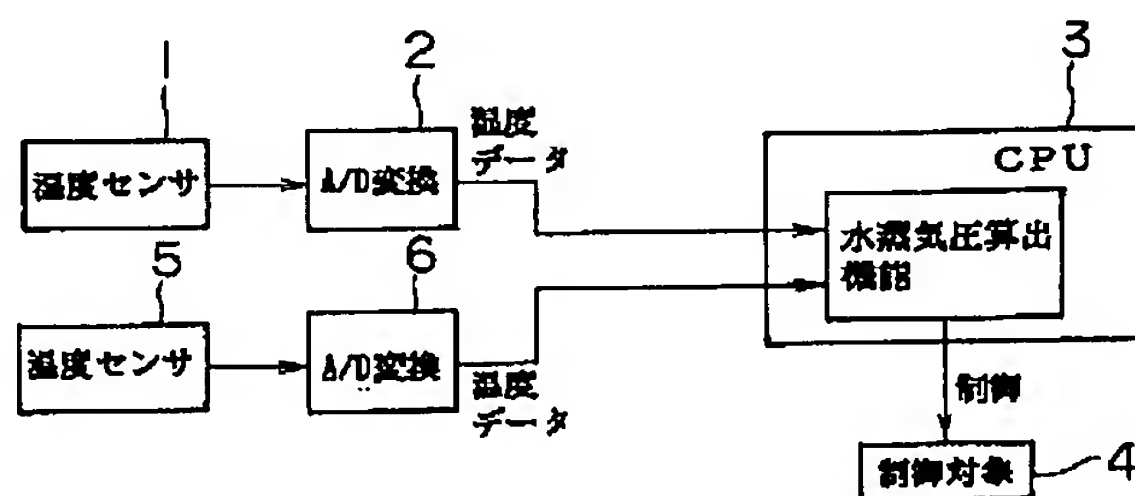 1
2
3
温度
データ
CPU
温度センサ
A/D変換
水蒸気圧算出
機能
5
6
温度センサ
A/D変換
温度
データ
制御
制御対象
4